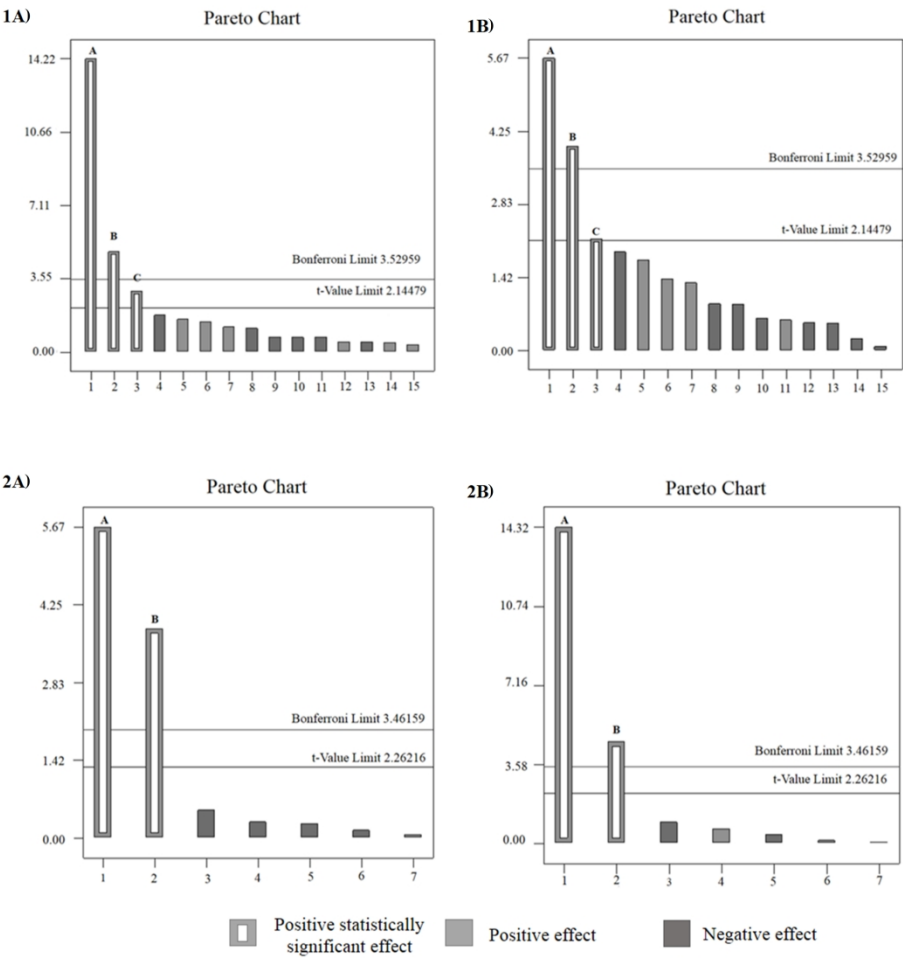 1A)
Pareto Chart
14.22
10.66
7.11
3.55
0.00
A
B
C
Bonferroni Limit 3.52959
t-Value Limit 2.14479
1 2 3 4 5 6 7 8 9 10 11 12 13 14 15
1B)
Pareto Chart
5.67
4.25
2.83
1.42
0.00
A
B
C
Bonferroni Limit 3.52959
t-Value Limit 2.14479
1 2 3 4 5 6 7 8 9 10 11 12 13 14 15
2A)
Pareto Chart
5.67
4.25
2.83
1.42
0.00
A
B
Bonferroni Limit 3.46159
t-Value Limit 2.26216
1 2 3 4 5 6 7
2B)
Pareto Chart
14.32
10.74
7.16
3.58
0.00
A
B
Bonferroni Limit 3.46159
t-Value Limit 2.26216
1 2 3 4 5 6 7
Positive statistically
significant effect
Positive effect
Negative effect